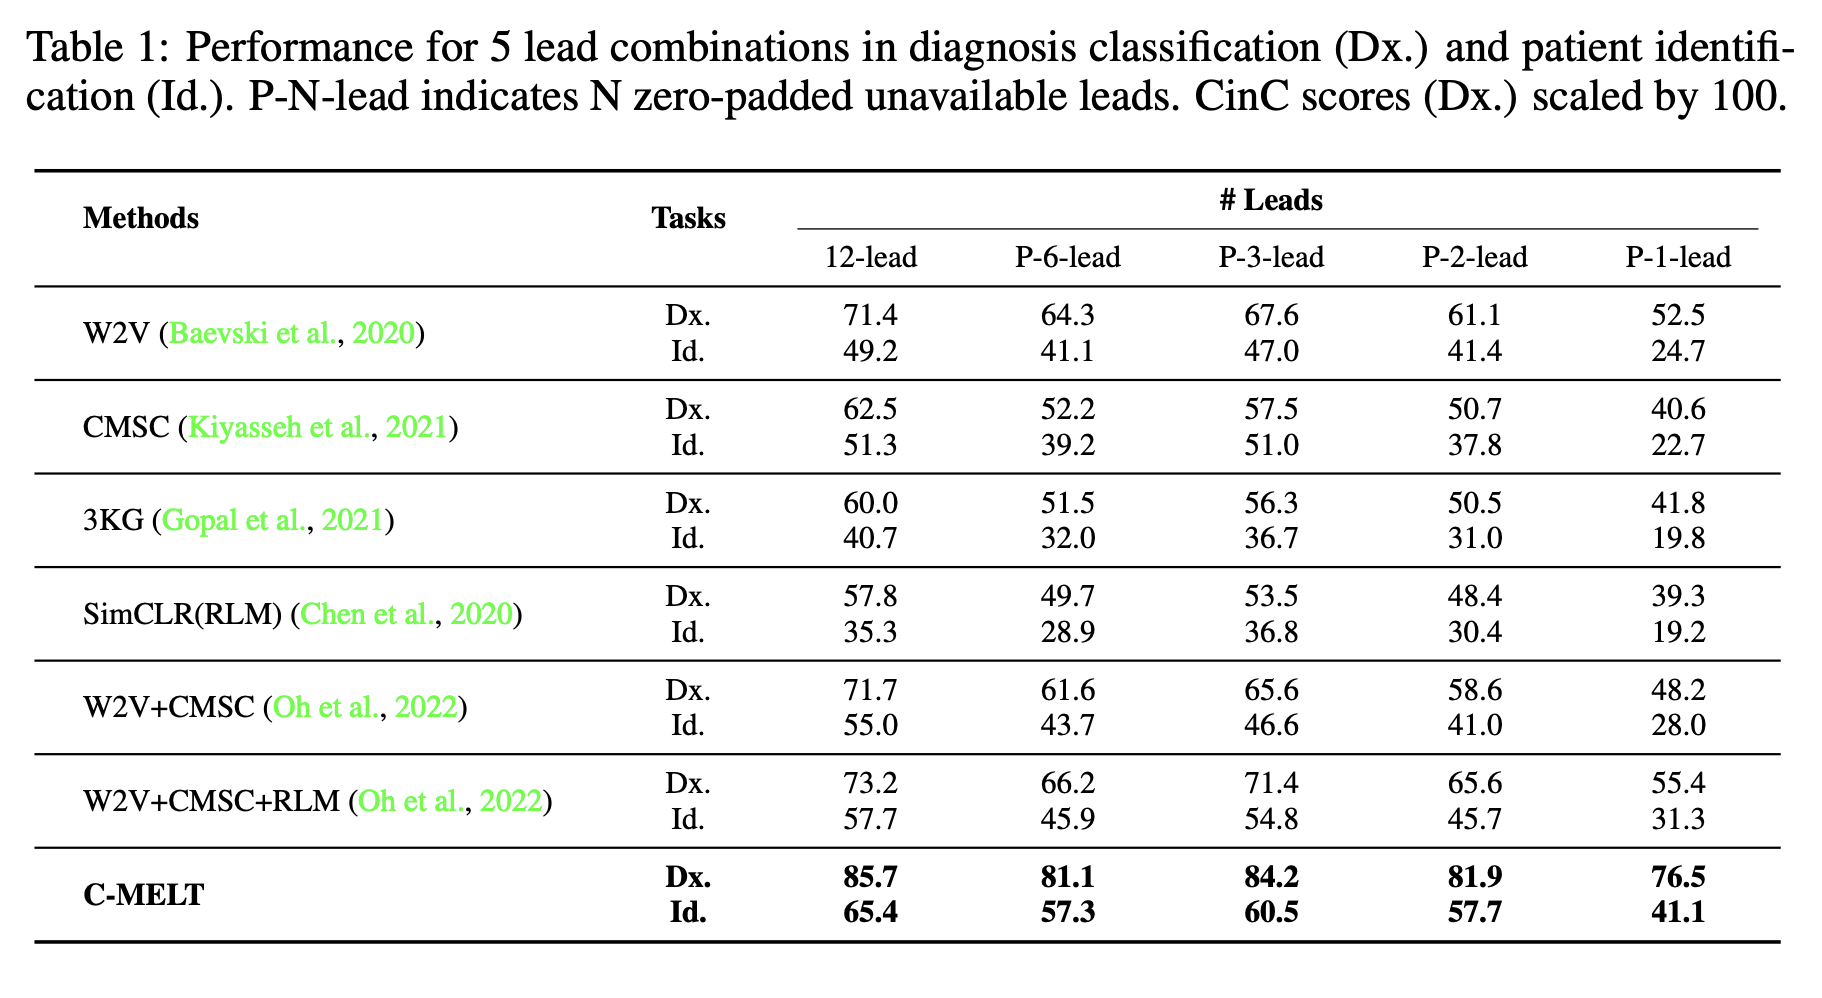 Table 1: Performance for 5 lead combinations in diagnosis classification (Dx.) and patient identifi-
cation (Id.). P-N-lead indicates N zero-padded unavailable leads. CinC scores (Dx.) scaled by 100.
Methods Tasks # Leads
12-lead P-6-lead P-3-lead P-2-lead P-1-lead
W2V (Baevski et al., 2020) Dx. 71.4 64.3 67.6 61.1 52.5
Id. 49.2 41.1 47.0 41.4 24.7
CMSC (Kiyasseh et al., 2021) Dx. 62.5 52.2 57.5 50.7 40.6
Id. 51.3 39.2 51.0 37.8 22.7
3KG (Gopal et al., 2021) Dx. 60.0 51.5 56.3 50.5 41.8
Id. 40.7 32.0 36.7 31.0 19.8
SimCLR(RLM) (Chen et al., 2020) Dx. 57.8 49.7 53.5 48.4 39.3
Id. 35.3 28.9 36.8 30.4 19.2
W2V+CMSC (Oh et al., 2022) Dx. 71.7 61.6 65.6 58.6 48.2
Id. 55.0 43.7 46.6 41.0 28.0
W2V+CMSC+RLM (Oh et al., 2022) Dx. 73.2 66.2 71.4 65.6 55.4
Id. 57.7 45.9 54.8 45.7 31.3
C-MELT Dx. 85.7 81.1 84.2 81.9 76.5
Id. 65.4 57.3 60.5 57.7 41.1